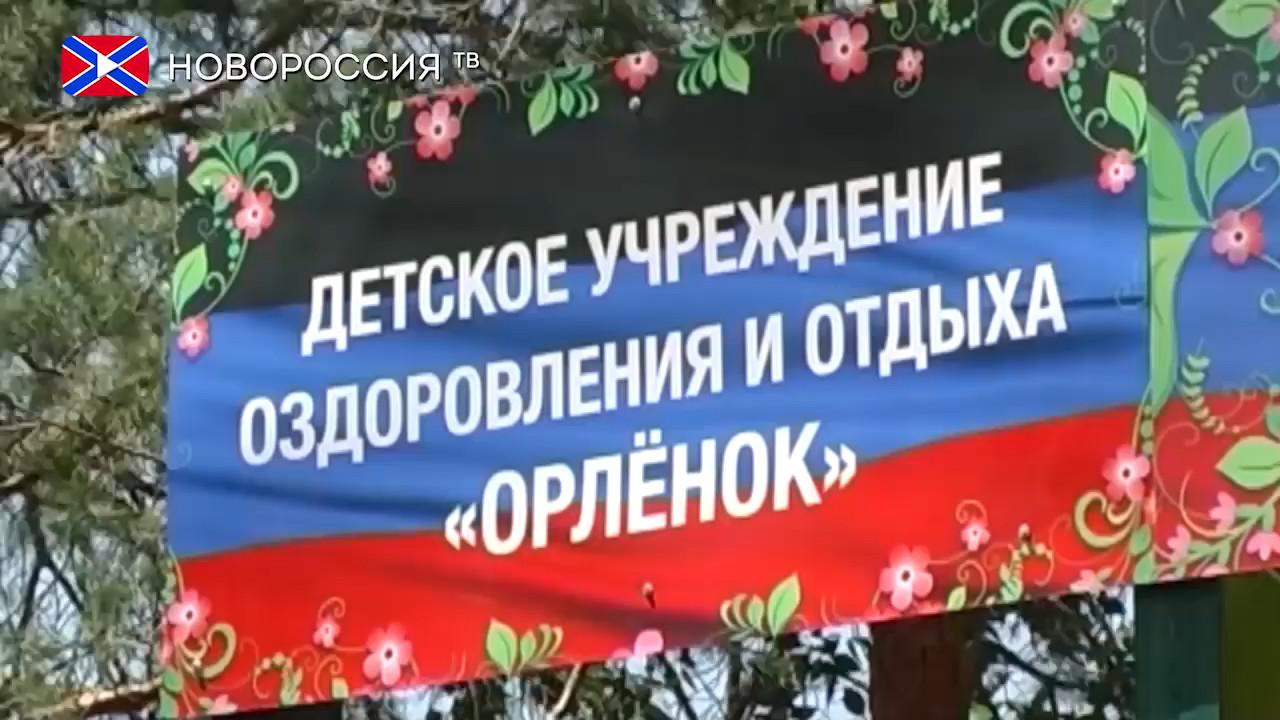 НОВОРОССИЯ ТВ
ДЕТСКОЕ УЧРЕЖДЕНИЕ
ОЗДОРОВЛЕНИЯ И ОТДЫХА
«ОРЛЁНОК»